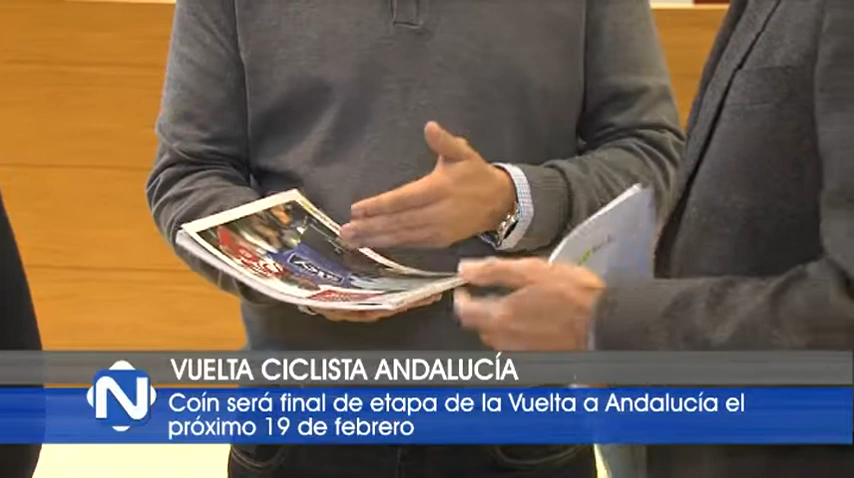 VUELTA CICLISTA ANDALUCÍA
N
Coín será final de etapa de la Vuelta a Andalucía el
próximo 19 de febrero